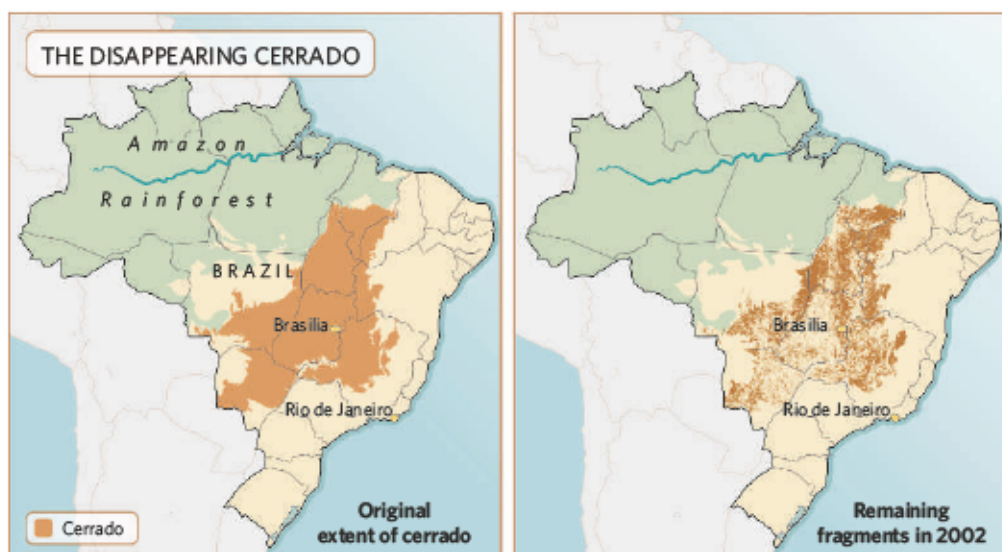 THE DISAPPEARING CERRADO
Amazon
Rainforest
BRAZIL
Brasilia
Rio de Janeiro
Cerrado
Original
extent of cerrado
Brasilia
Rio de Janeiro
Remaining
fragments in 2002